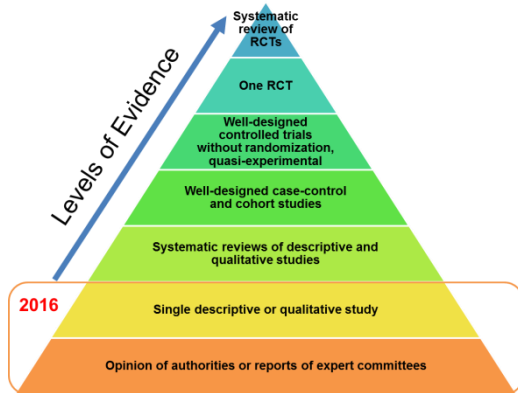 Systematic
review of
RCTs
One RCT
Well-designed
controlled trials
without randomization,
quasi-experimental
Well-designed case-control
and cohort studies
Systematic reviews of descriptive and
qualitative studies
Single descriptive or qualitative study
Opinion of authorities or reports of expert committees
Levels of Evidence
2016